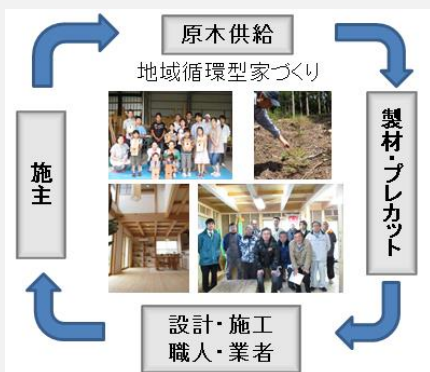 原木供給
地域循環型家づくり
製材・プレカット
施主
設計・施工
職人・業者